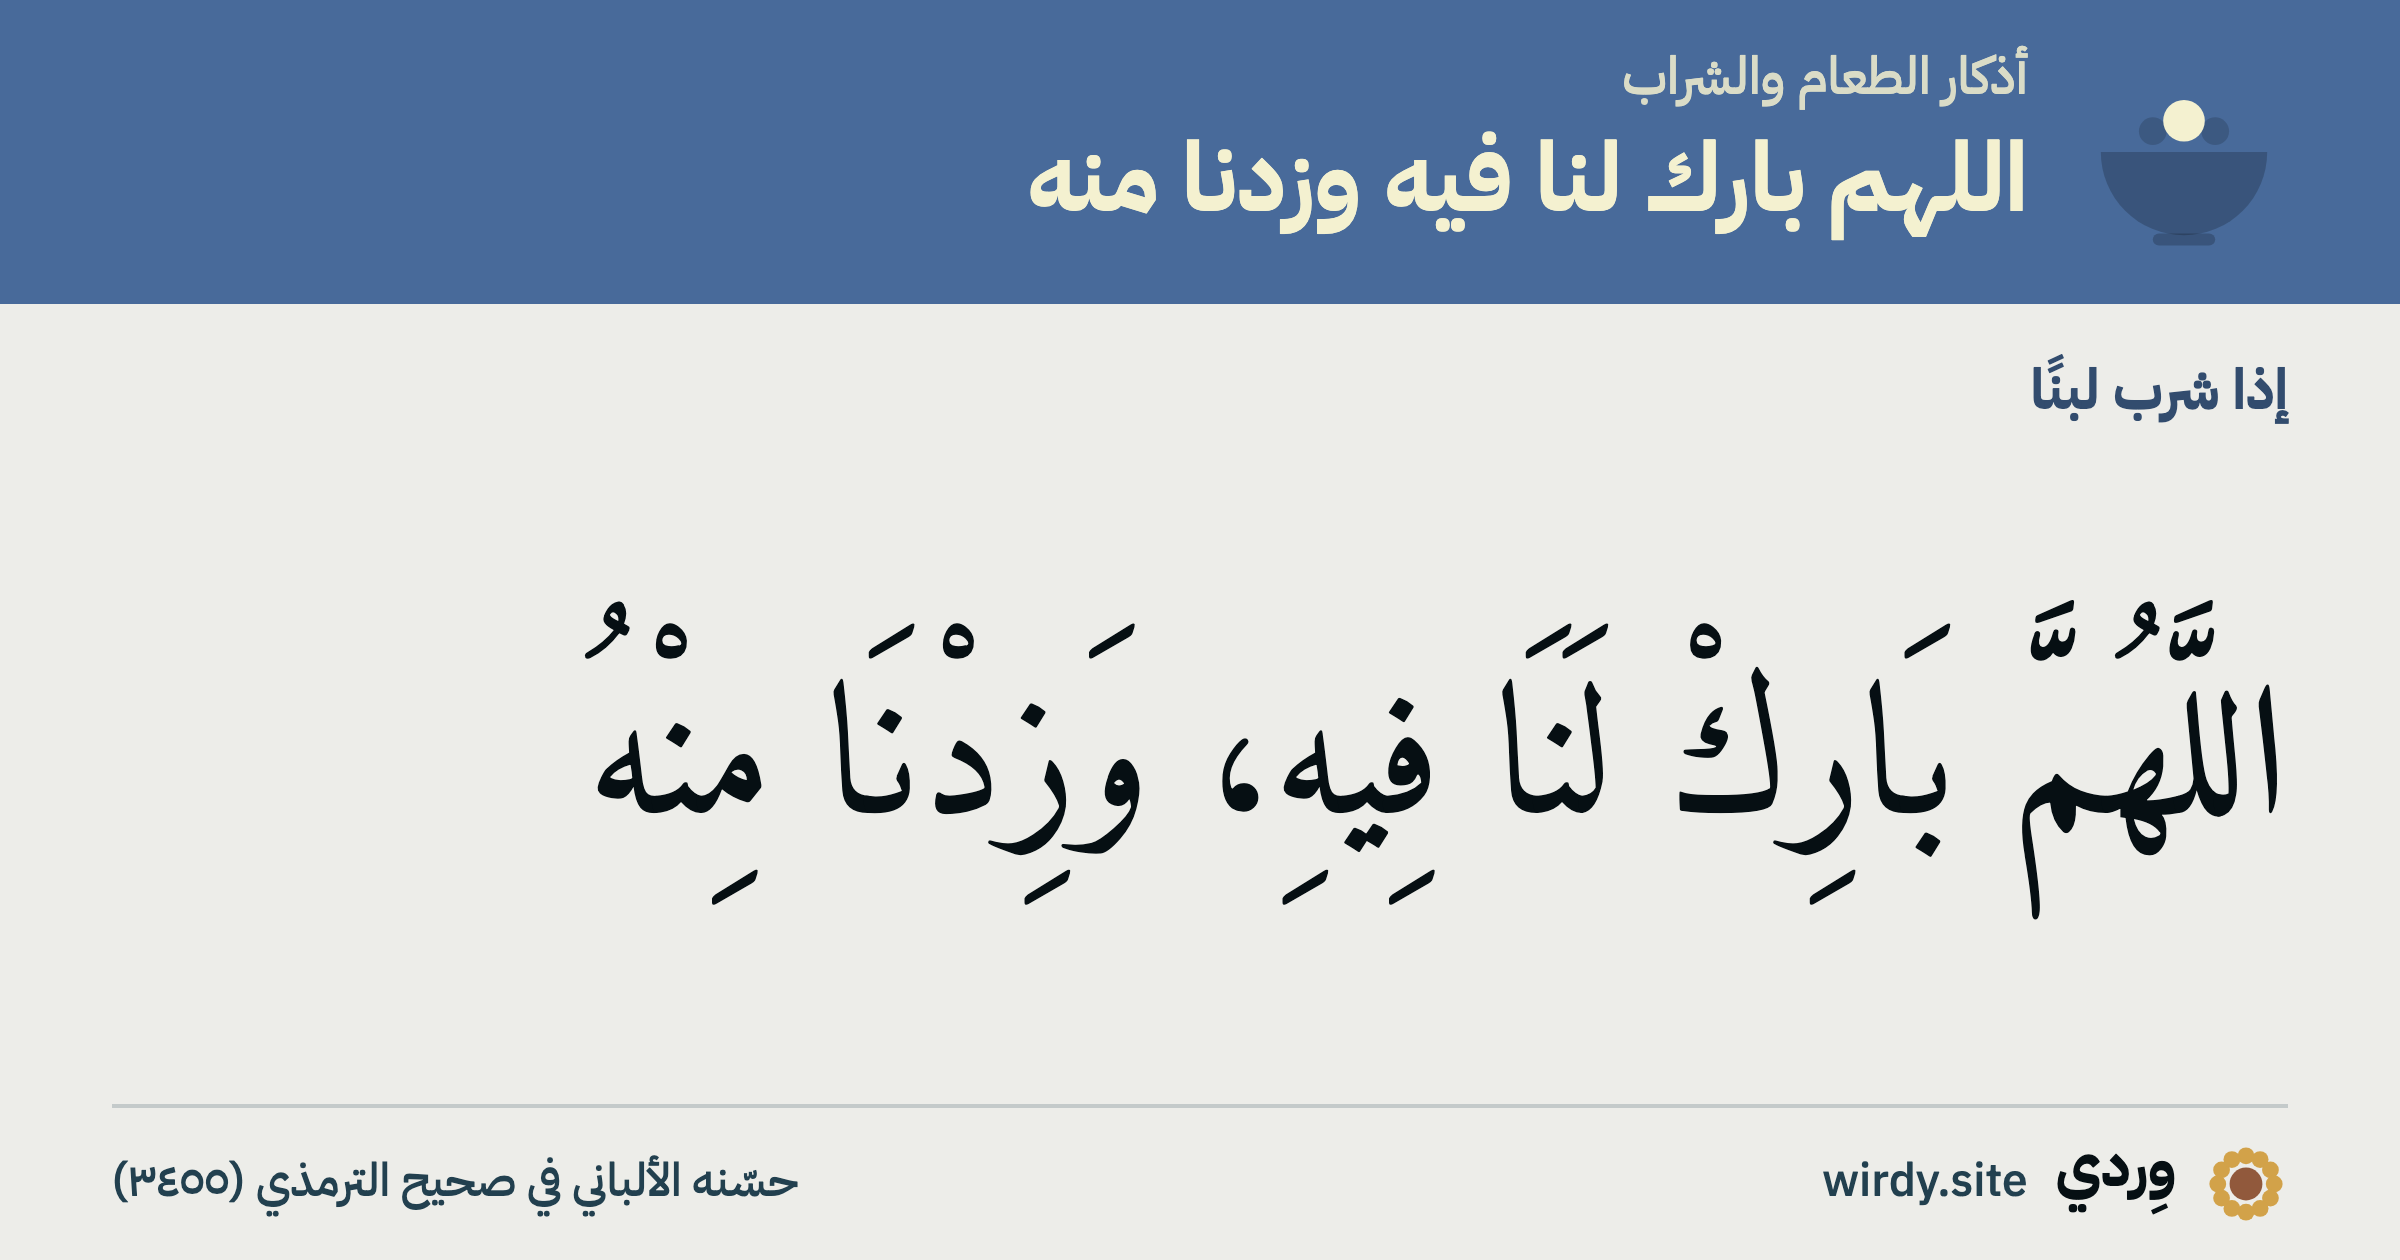 أذكار الطعام والشراب
اللهم بارك لنا فيه وزدنا منه
إذا شرب لبنًا
اللَّهُمَّ بَارِكْ لَنَا فِيهِ، وَزِدْنَا مِنْهُ
وِردي wirdy.site
حسّنه الألباني في صحيح الترمذي (٣٤٥٥)